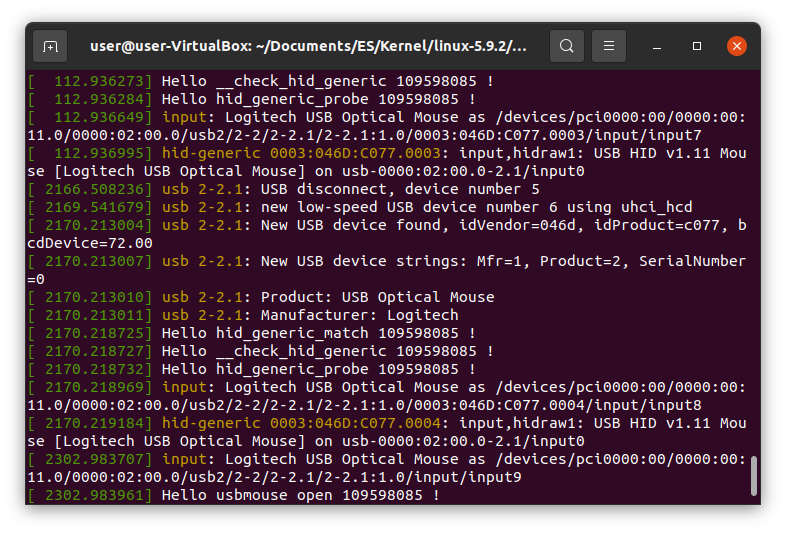 user@user-VirtualBox: ~/Documents/ES/Kernel/linux-5.9.2/...
[  112.936273] Hello __check_hid_generic 109598085 !
[  112.936284] Hello hid_generic_probe 109598085 !
[  112.936649] input: Logitech USB Optical Mouse as /devices/pci0000:00/0000:00:
11.0/0000:02:00.0/usb2/2-2/2-2.1/2-2.1:1.0/0003:046D:C077.0003/input/input7
[  112.936995] hid-generic 0003:046D:C077.0003: input,hidraw1: USB HID v1.11 Mou
se [Logitech USB Optical Mouse] on usb-0000:02:00.0-2.1/input0
[ 2166.508236] usb 2-2.1: USB disconnect, device number 5
[ 2169.541679] usb 2-2.1: new low-speed USB device number 6 using uhci_hcd
[ 2170.213004] usb 2-2.1: New USB device found, idVendor=046d, idProduct=c077, b
cdDevice=72.00
[ 2170.213007] usb 2-2.1: New USB device strings: Mfr=1, Product=2, SerialNumber
=0
[ 2170.213010] usb 2-2.1: Product: USB Optical Mouse
[ 2170.213011] usb 2-2.1: Manufacturer: Logitech
[ 2170.218725] Hello hid_generic_match 109598085 !
[ 2170.218727] Hello __check_hid_generic 109598085 !
[ 2170.218732] Hello hid_generic_probe 109598085 !
[ 2170.218969] input: Logitech USB Optical Mouse as /devices/pci0000:00/0000:00:
11.0/0000:02:00.0/usb2/2-2/2-2.1/2-2.1:1.0/0003:046D:C077.0004/input/input8
[ 2170.219184] hid-generic 0003:046D:C077.0004: input,hidraw1: USB HID v1.11 Mou
se [Logitech USB Optical Mouse] on usb-0000:02:00.0-2.1/input0
[ 2302.983707] input: Logitech USB Optical Mouse as /devices/pci0000:00/0000:00:
11.0/0000:02:00.0/usb2/2-2/2-2.1/2-2.1:1.0/input/input9
[ 2302.983961] Hello usbmouse open 109598085 !